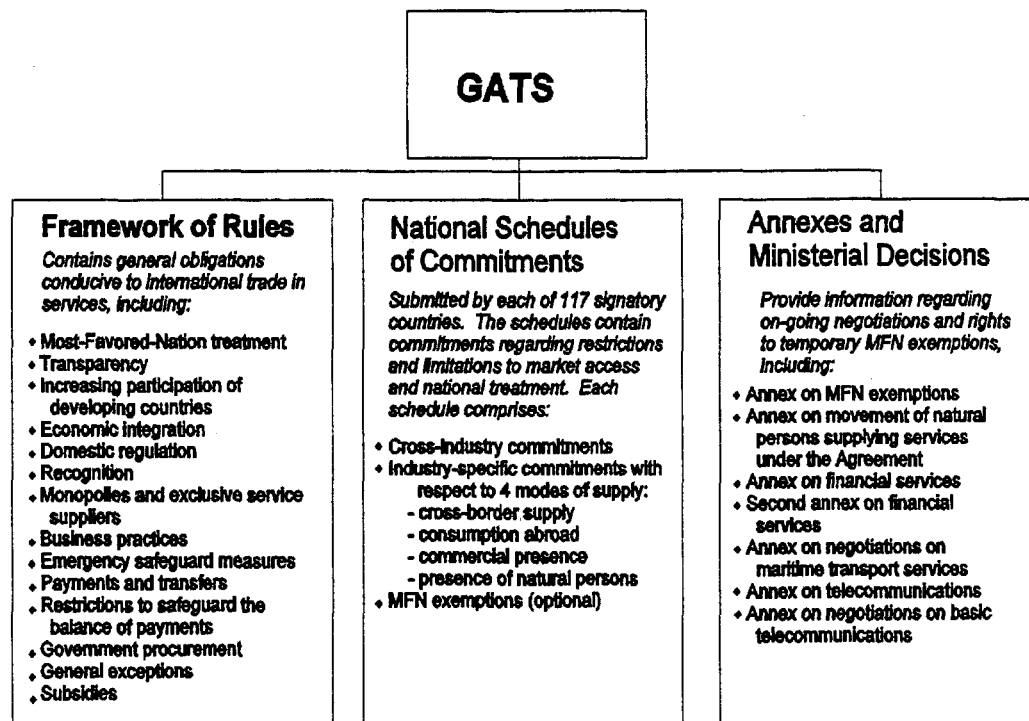 GATS
Framework of Rules
Contains general obligations
conducive to international trade in
services, including:
♦ Most-Favored-Nation treatment
♦ Transparency
♦ Increasing participation of
developing countries
♦ Economic integration
♦ Domestic regulation
♦ Recognition
♦ Monopolies and exclusive service
suppliers
♦ Business practices
♦ Emergency safeguard measures
♦ Payments and transfers
♦ Restrictions to safeguard the
balance of payments
♦ Government procurement
♦ General exceptions
♦ Subsidies
National Schedules
of Commitments
Submitted by each of 117 signatory
countries. The schedules contain
commitments regarding restrictions
and limitations to market access
and national treatment. Each
schedule comprises:
♦ Cross-industry commitments
♦ Industry-specific commitments with
respect to 4 modes of supply:
- cross-border supply
- consumption abroad
- commercial presence
- presence of natural persons
♦ MFN exemptions (optional)
Annexes and
Ministerial Decisions
Provide information regarding
on-going negotiations and rights
to temporary MFN exemptions,
including:
♦ Annex on MFN exemptions
♦ Annex on movement of natural
persons supplying services
under the Agreement
♦ Annex on financial services
♦ Second annex on financial
services
♦ Annex on negotiations on
maritime transport services
♦ Annex on telecommunications
♦ Annex on negotiations on basic
telecommunications